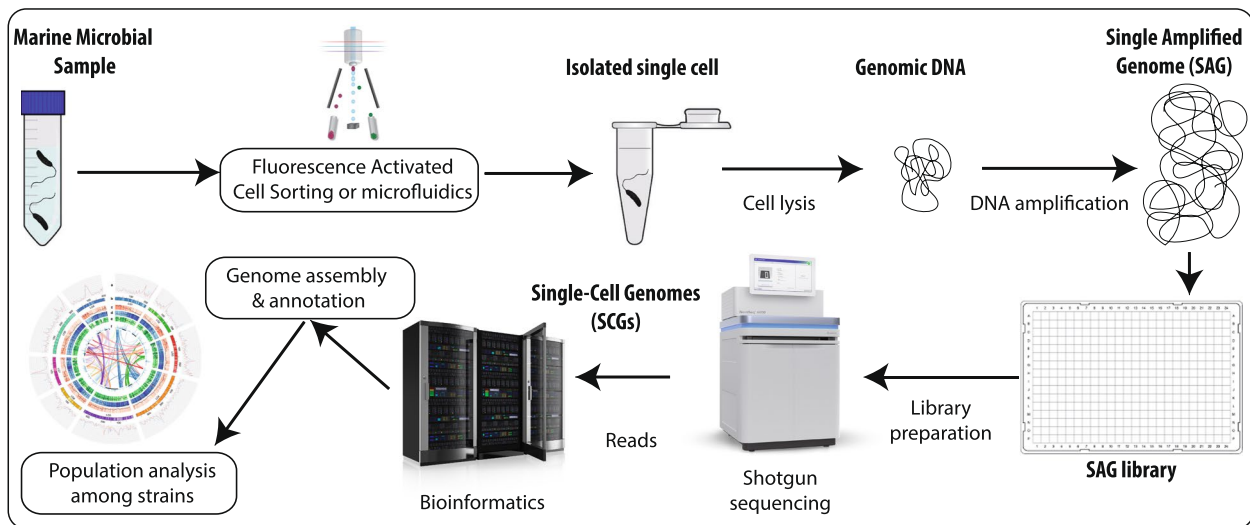 Marine Microbial
Sample
Fluorescence Activated
Cell Sorting or microfluidics
Isolated single cell
Cell lysis
Genomic DNA
DNA amplification
Single Amplified
Genome (SAG)
SAG library
Library
preparation
Shotgun
sequencing
Single-Cell Genomes
(SCGs)
Reads
Bioinformatics
Genome assembly
& annotation
Population analysis
among strains